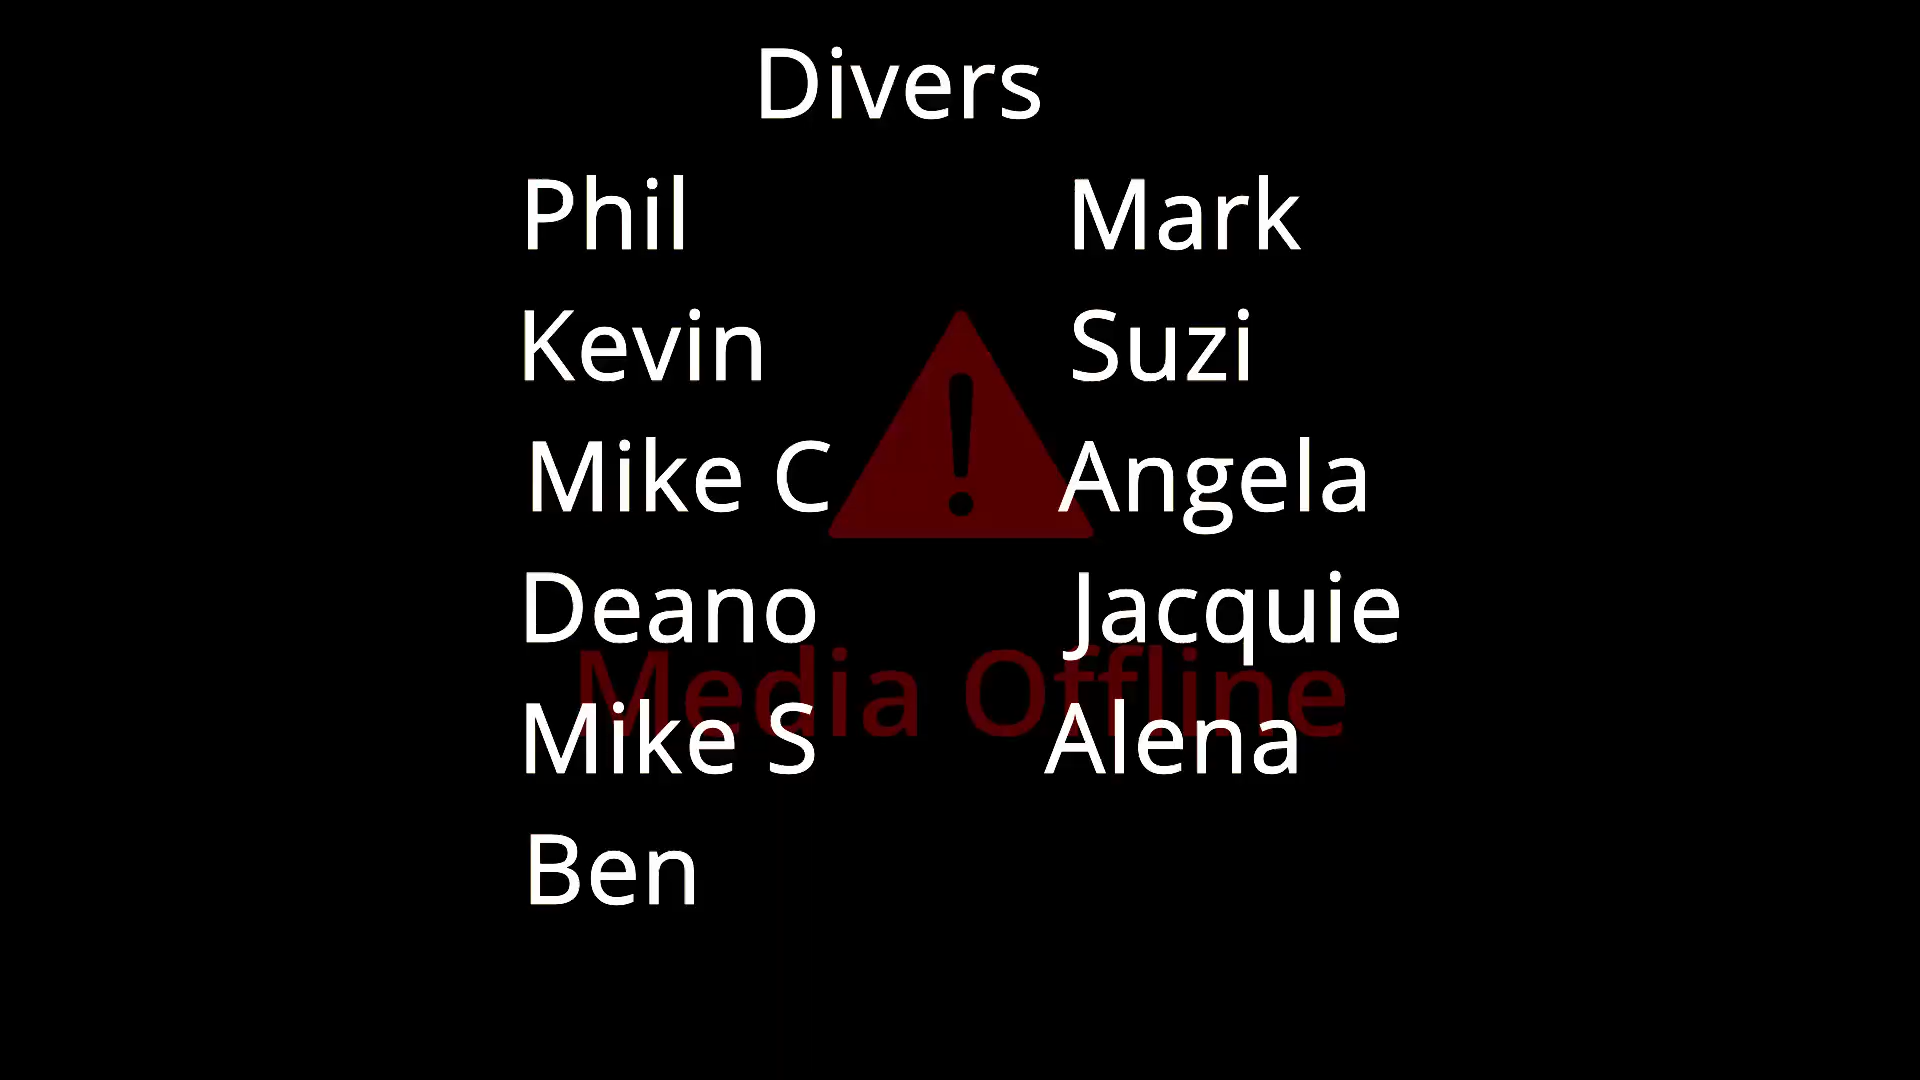 Divers
Phil Mark
Kevin Suzi
Mike C Angela
Deano Jacquie
Media Offline
Mike S Alena
Ben